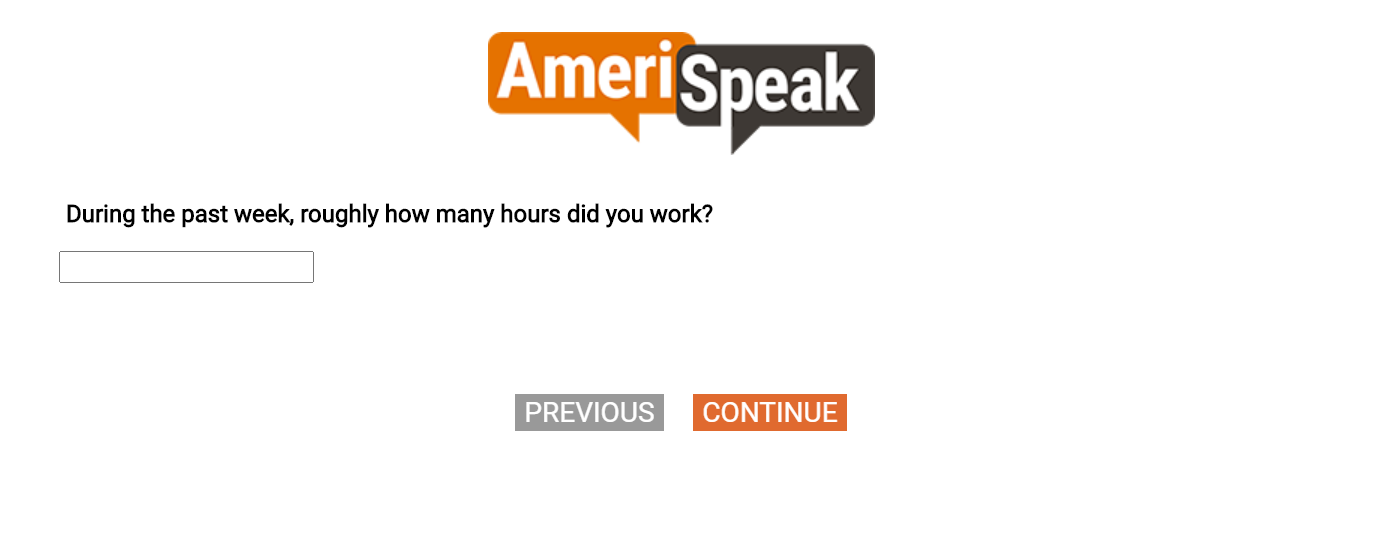 AmeriSpeak
During the past week, roughly how many hours did you work?
PREVIOUS CONTINUE